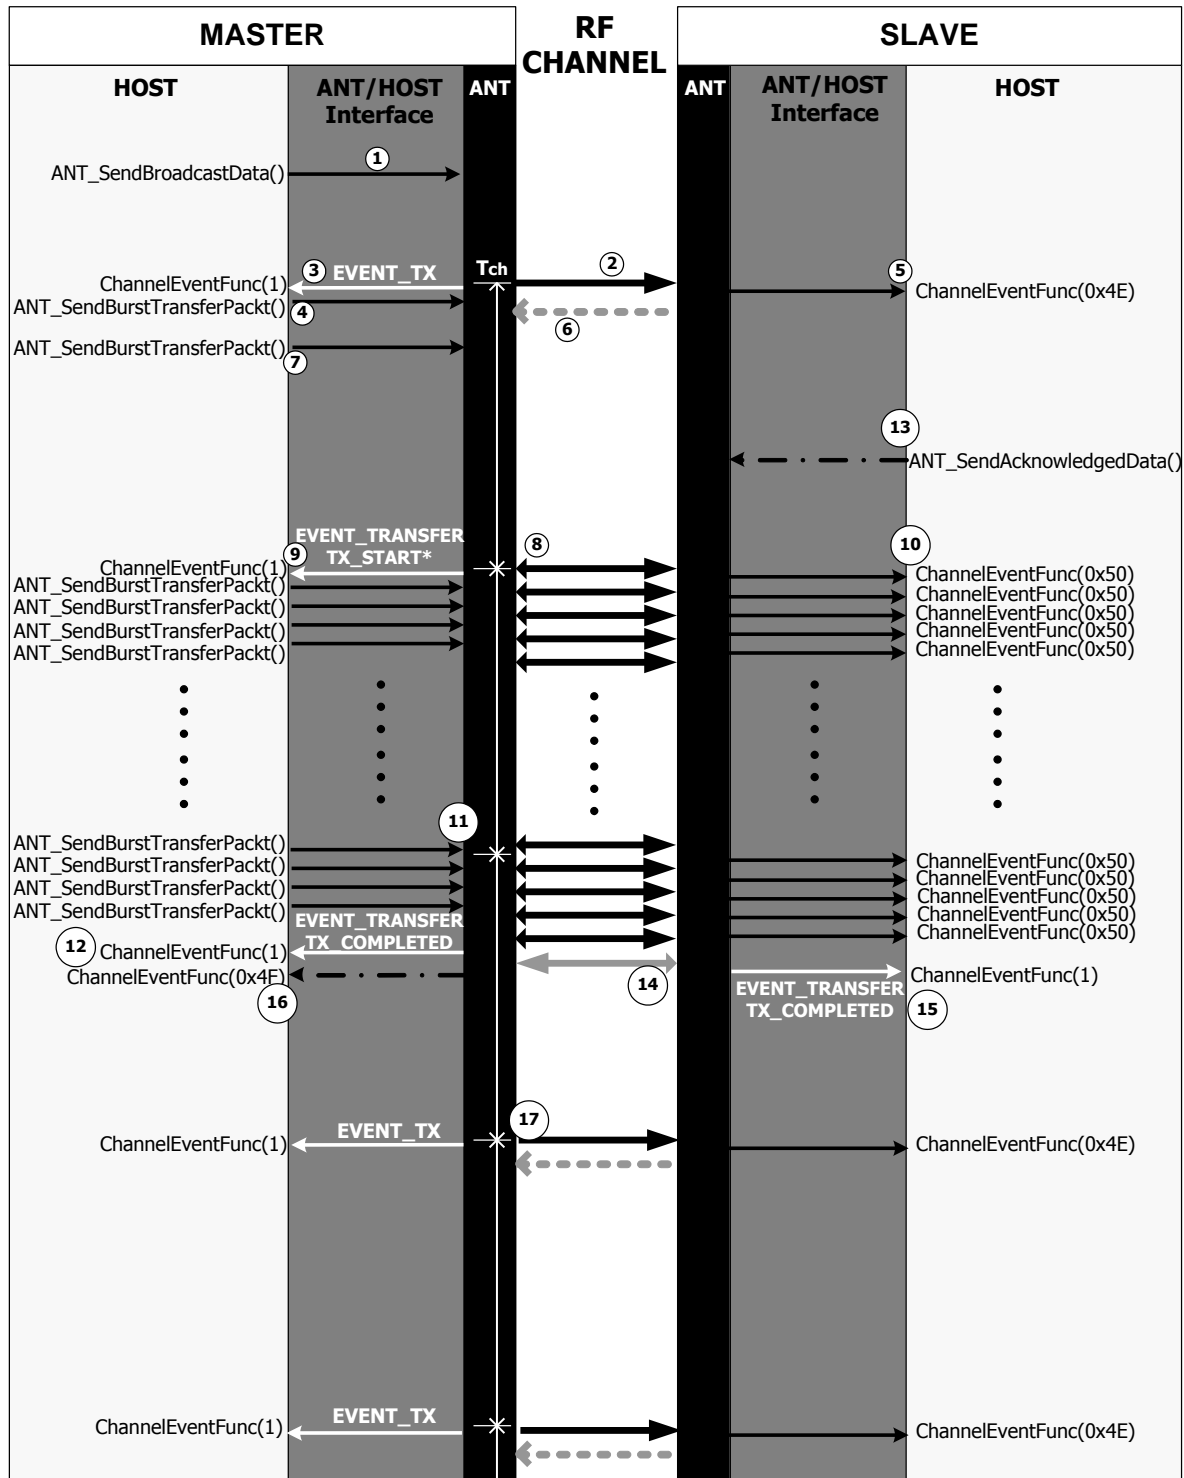 MASTER
RF
CHANNEL
SLAVE
HOST
ANT/HOST
Interface
ANT
ANT
ANT/HOST
Interface
HOST
1
ANT_SendBroadcastData()
3
EVENT_TX
Tch
2
5
ChannelEventFunc(1)
ChannelEventFunc(0x4E)
ANT_SendBurstTransferPackt()
4
6
ANT_SendBurstTransferPackt()
7
13
ANT_SendAcknowledgedData()
EVENT_TRANSFER
TX_START*
9
8
10
ChannelEventFunc(1)
ChannelEventFunc(0x50)
ANT_SendBurstTransferPackt()
ChannelEventFunc(0x50)
ANT_SendBurstTransferPackt()
ChannelEventFunc(0x50)
ANT_SendBurstTransferPackt()
ChannelEventFunc(0x50)
ANT_SendBurstTransferPackt()
ChannelEventFunc(0x50)
11
ANT_SendBurstTransferPackt()
ChannelEventFunc(0x50)
ANT_SendBurstTransferPackt()
ChannelEventFunc(0x50)
ANT_SendBurstTransferPackt()
ChannelEventFunc(0x50)
ANT_SendBurstTransferPackt()
ChannelEventFunc(0x50)
EVENT_TRANSFER
TX_COMPLETED
ChannelEventFunc(0x50)
12
ChannelEventFunc(1)
ChannelEventFunc(0x4F)
16
14
ChannelEventFunc(1)
EVENT_TRANSFER
TX_COMPLETED
15
17
EVENT_TX
ChannelEventFunc(1)
ChannelEventFunc(0x4E)
EVENT_TX
ChannelEventFunc(1)
ChannelEventFunc(0x4E)